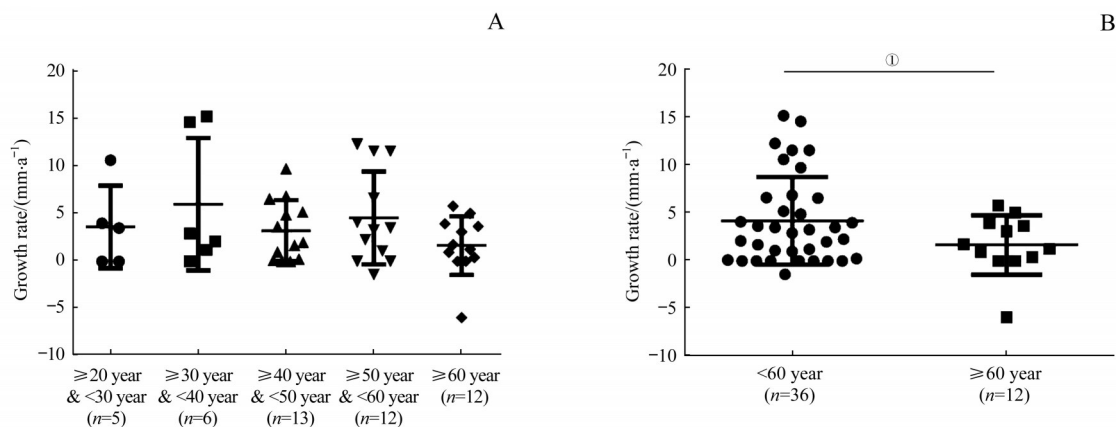 A
Growth rate/(mm·a⁻¹)
20
15
10
5
0
−5
−10
⩾20 year ⩾30 year ⩾40 year ⩾50 year ⩾60 year
& <30 year & <40 year & <50 year & <60 year (n=12)
(n=5) (n=6) (n=13) (n=12)
B
①
Growth rate/(mm·a⁻¹)
20
15
10
5
0
−5
−10
<60 year ⩾60 year
(n=36) (n=12)